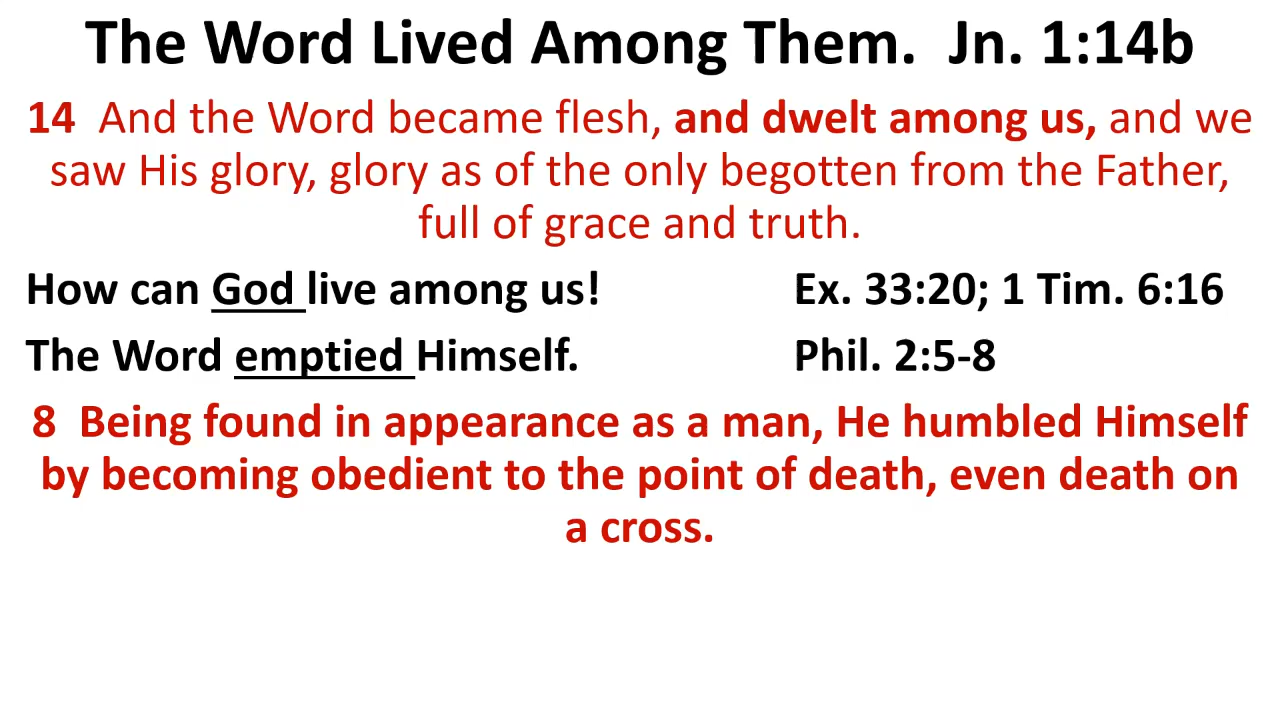 The Word Lived Among Them.  Jn. 1:14b
14  And the Word became flesh, and dwelt among us, and we
saw His glory, glory as of the only begotten from the Father,
full of grace and truth.
How can God live among us! Ex. 33:20; 1 Tim. 6:16
The Word emptied Himself. Phil. 2:5-8
8  Being found in appearance as a man, He humbled Himself
by becoming obedient to the point of death, even death on
a cross.